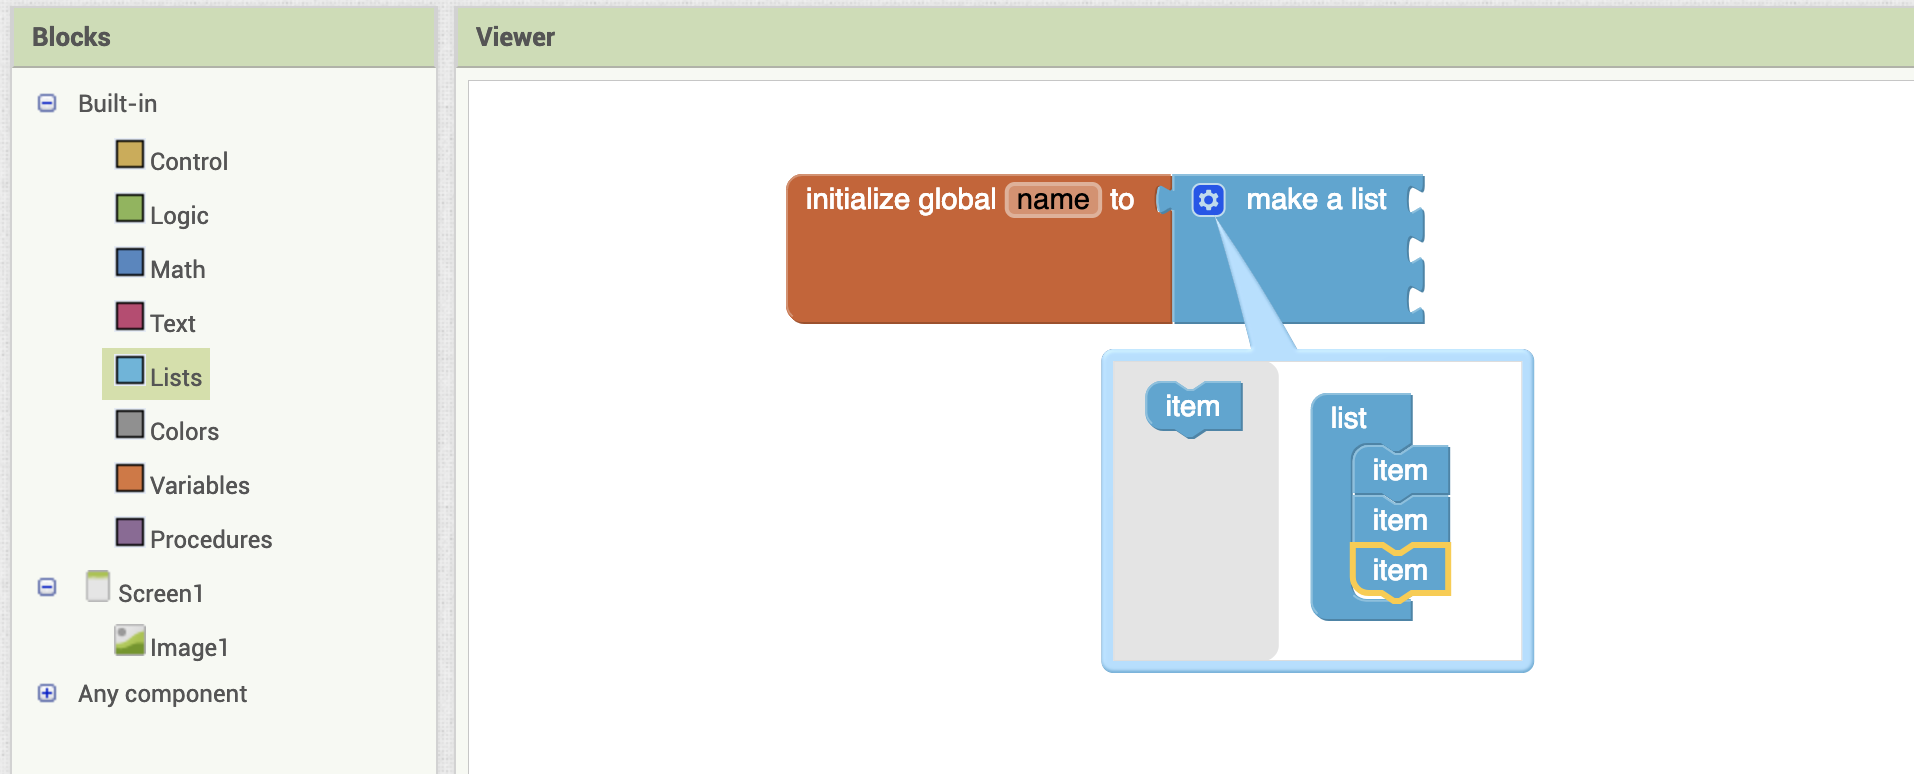 Blocks
Viewer
Built-in
Control
Logic
Math
Text
Lists
Colors
Variables
Procedures
Screen1
Image1
Any component
initialize global name to make a list
item
list
item
item
item